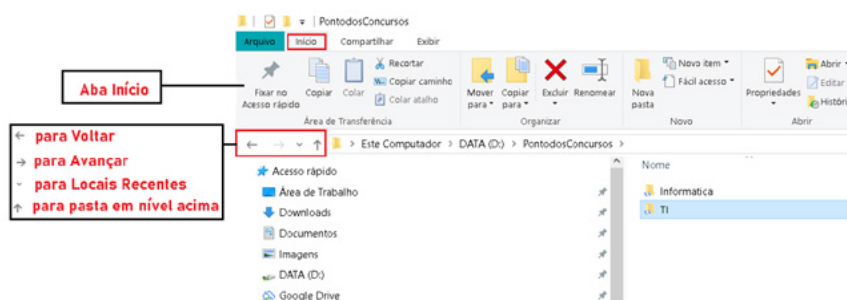 PontodosConcursos
Arquivo Início Compartilhar Exibir
Fixar no Acesso rápido
Copiar
Colar
Recortar
Copiar caminho
Colar atalho
Área de Transferência
Mover para
Copiar para
Excluir
Renomear
Organizar
Nova pasta
Novo item
Fácil acesso
Novo
Propriedades
Abrir
Editar
Históri
Abrir
Aba Início
← para Voltar
→ para Avançar
para Locais Recentes
↑ para pasta em nível acima
← → ↑ > Este Computador > DATA (D:) > PontodosConcursos >
Acesso rápido
Área de Trabalho
Downloads
Documentos
Imagens
DATA (D:)
Google Drive
Nome
Informatica
TI